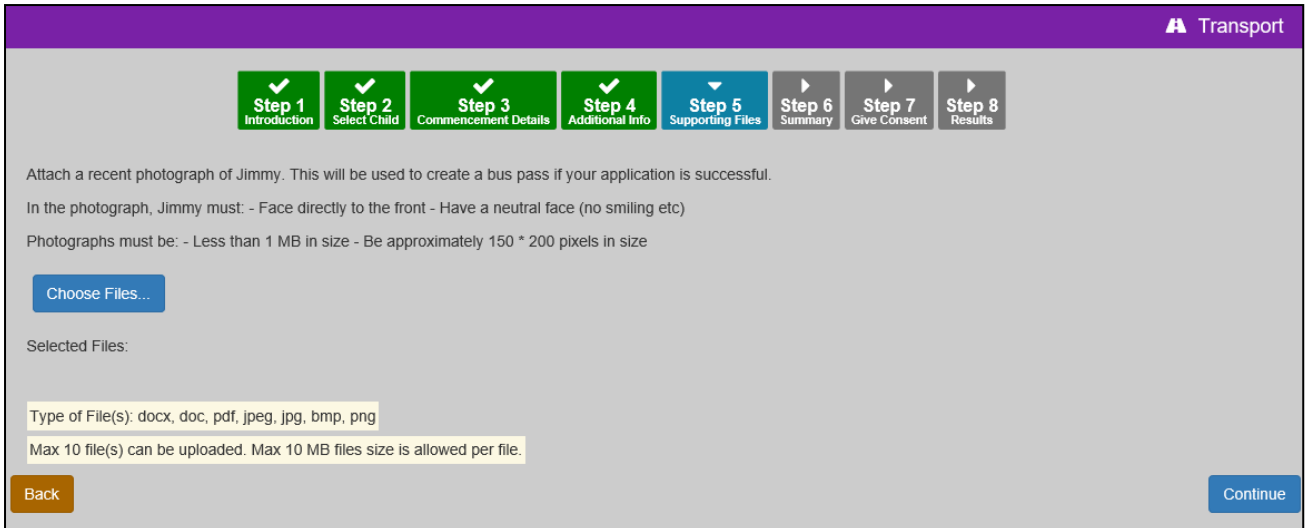 Transport
Step 1 Step 2 Step 3 Step 4 Step 5 Step 6 Step 7 Step 8
Introduction Select Child Commencement Details Additional Info Supporting Files Summary Give Consent Results
Attach a recent photograph of Jimmy. This will be used to create a bus pass if your application is successful.
In the photograph, Jimmy must: - Face directly to the front - Have a neutral face (no smiling etc)
Photographs must be: - Less than 1 MB in size - Be approximately 150 * 200 pixels in size
Choose Files...
Selected Files:
Type of File(s): docx, doc, pdf, jpeg, jpg, bmp, png
Max 10 file(s) can be uploaded. Max 10 MB files size is allowed per file.
Back Continue